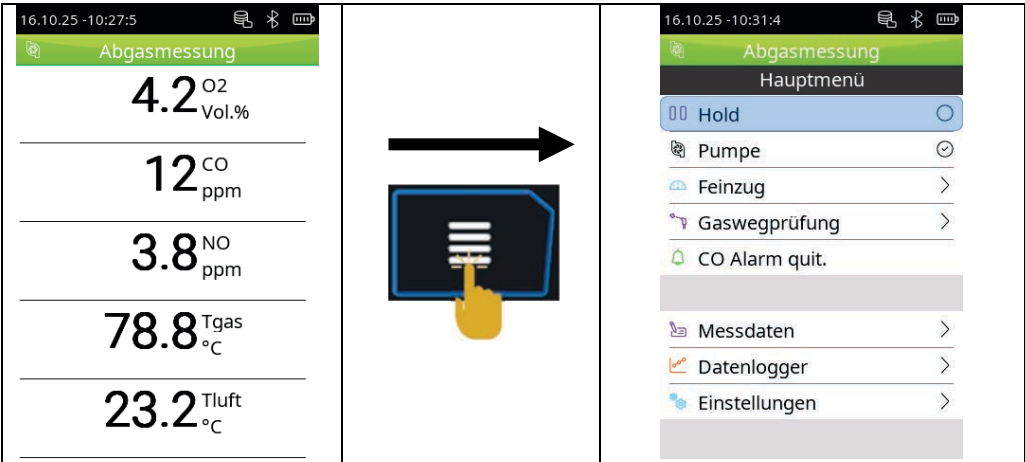 16.10.25 -10:27:5
Abgasmessung
4.2 O2 Vol.%
12 CO ppm
3.8 NO ppm
78.8 Tgas °C
23.2 Tluft °C
16.10.25 -10:31:4
Abgasmessung
Hauptmenü
Hold
Pumpe
Feinzug
Gaswegprüfung
CO Alarm quit.
Messdaten
Datenlogger
Einstellungen